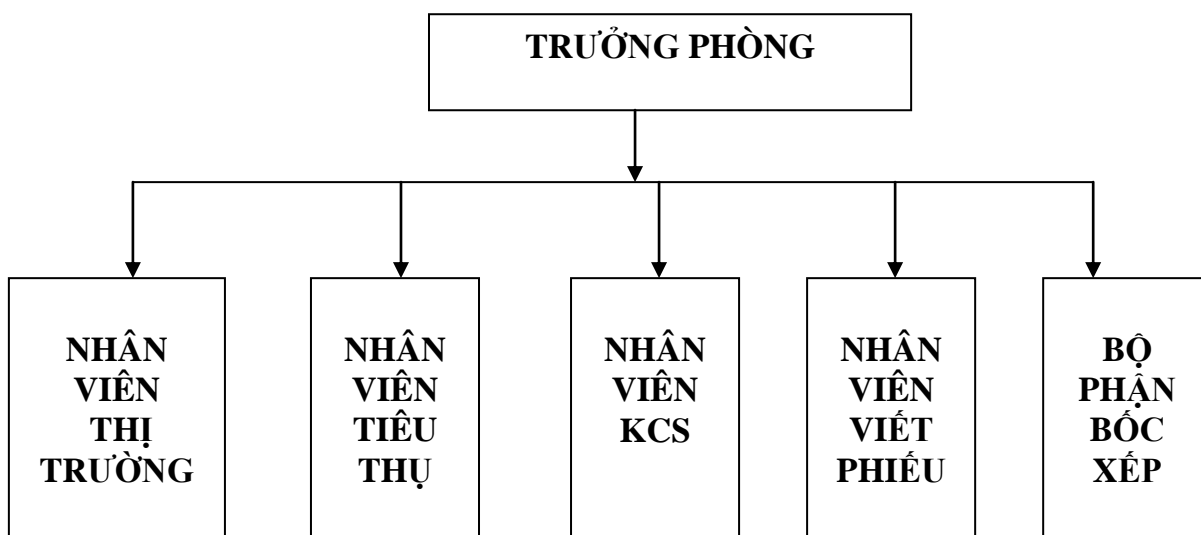 TRƯỞNG PHÒNG
NHÂN
VIÊN
THỊ
TRƯỜNG
NHÂN
VIÊN
TIÊU
THỤ
NHÂN
VIÊN
KCS
NHÂN
VIÊN
VIẾT
PHIẾU
BỘ
PHẬN
BỐC
XẾP